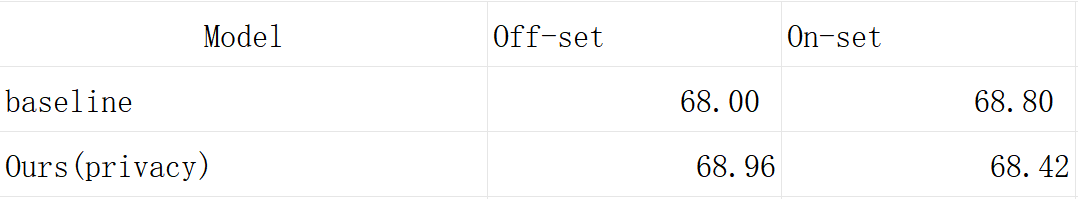 Model Off-set On-set
baseline 68.00 68.80
Ours(privacy) 68.96 68.42